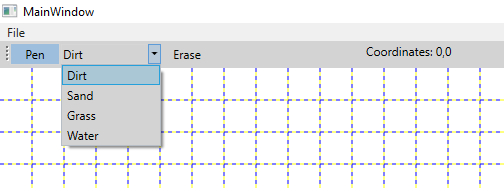 MainWindow
File
Pen Dirt Erase Coordinates: 0,0
Dirt
Sand
Grass
Water